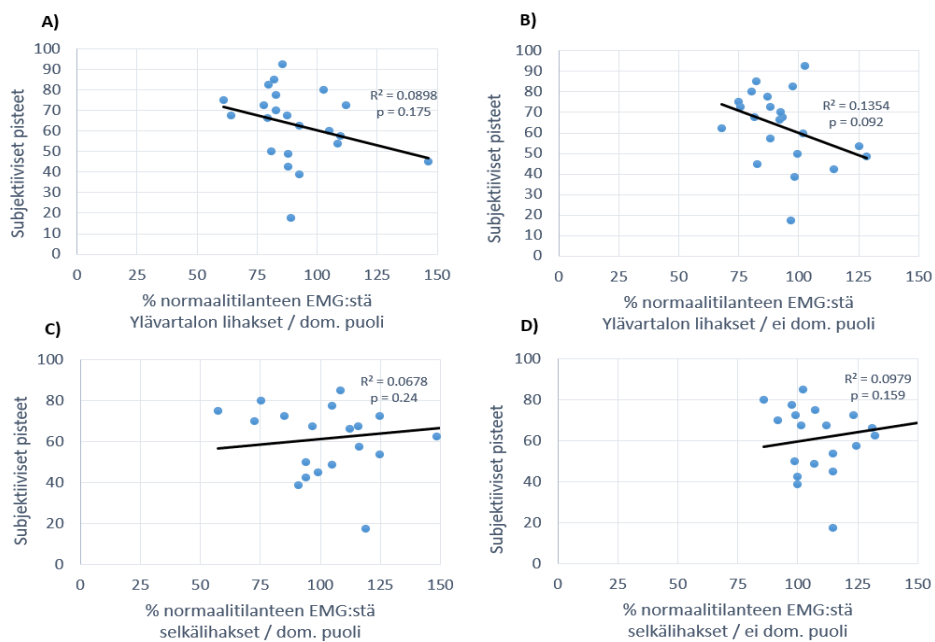 A)
Subjektiiviset pisteet
100
90
80
70
60
50
40
30
20
10
0
R² = 0.0898
p = 0.175
0 25 50 75 100 125 150
% normaalitilanteen EMG:stä
Ylävartalon lihakset / dom. puoli
B)
Subjektiiviset pisteet
100
90
80
70
60
50
40
30
20
10
0
R² = 0.1354
p = 0.092
0 25 50 75 100 125 150
% normaalitilanteen EMG:stä
Ylävartalon lihakset / ei dom. puoli
C)
Subjektiiviset pisteet
100
80
60
40
20
0
R² = 0.0678
p = 0.24
0 25 50 75 100 125 150
% normaalitilanteen EMG:stä
selkälihakset / dom. puoli
D)
Subjektiiviset pisteet
100
80
60
40
20
0
R² = 0.0979
p = 0.159
0 25 50 75 100 125 150
% normaalitilanteen EMG:stä
selkälihakset / ei dom. puoli